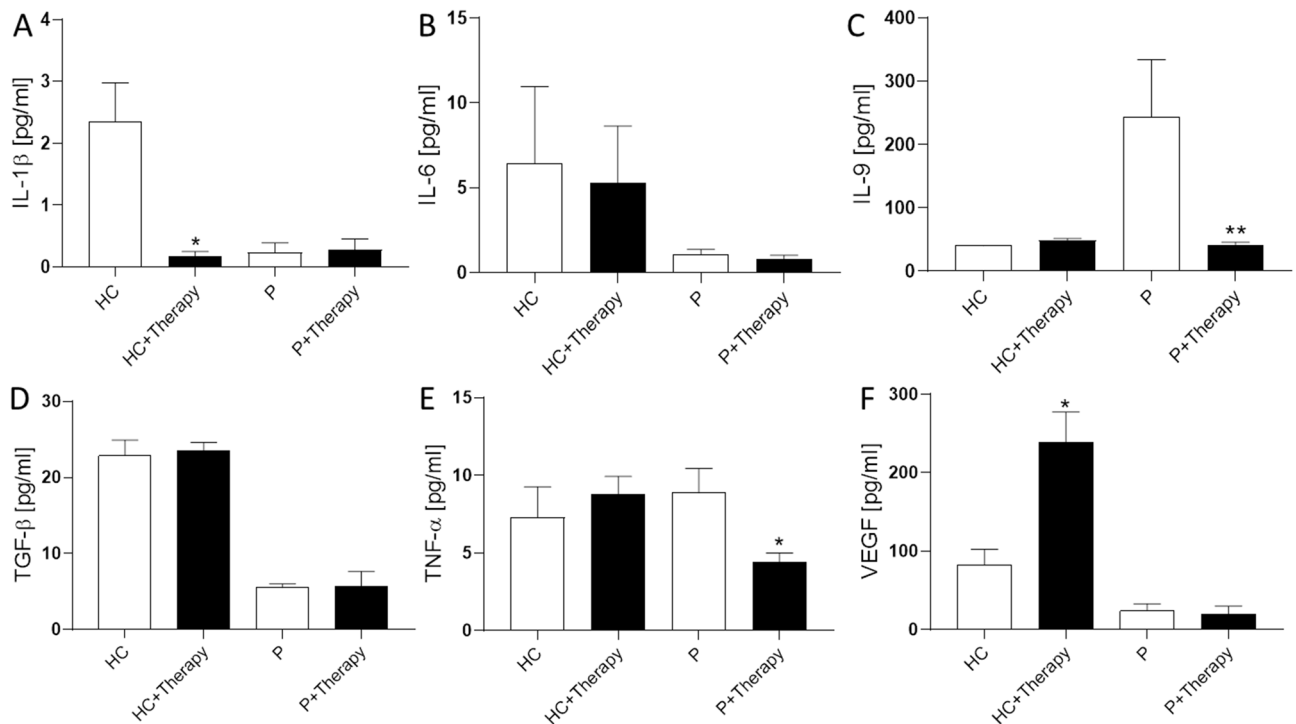 A
IL-1β [pg/ml]
4
3
2
1
0
*
HC
HC+Therapy
P
P+Therapy
B
IL-6 [pg/ml]
15
10
5
0
HC
HC+Therapy
P
P+Therapy
C
IL-9 [pg/ml]
400
300
200
100
0
**
HC
HC+Therapy
P
P+Therapy
D
TGF-β [pg/ml]
30
20
10
0
HC
HC+Therapy
P
P+Therapy
E
TNF-α [pg/ml]
15
10
5
0
*
HC
HC+Therapy
P
P+Therapy
F
VEGF [pg/ml]
300
200
100
0
*
HC
HC+Therapy
P
P+Therapy